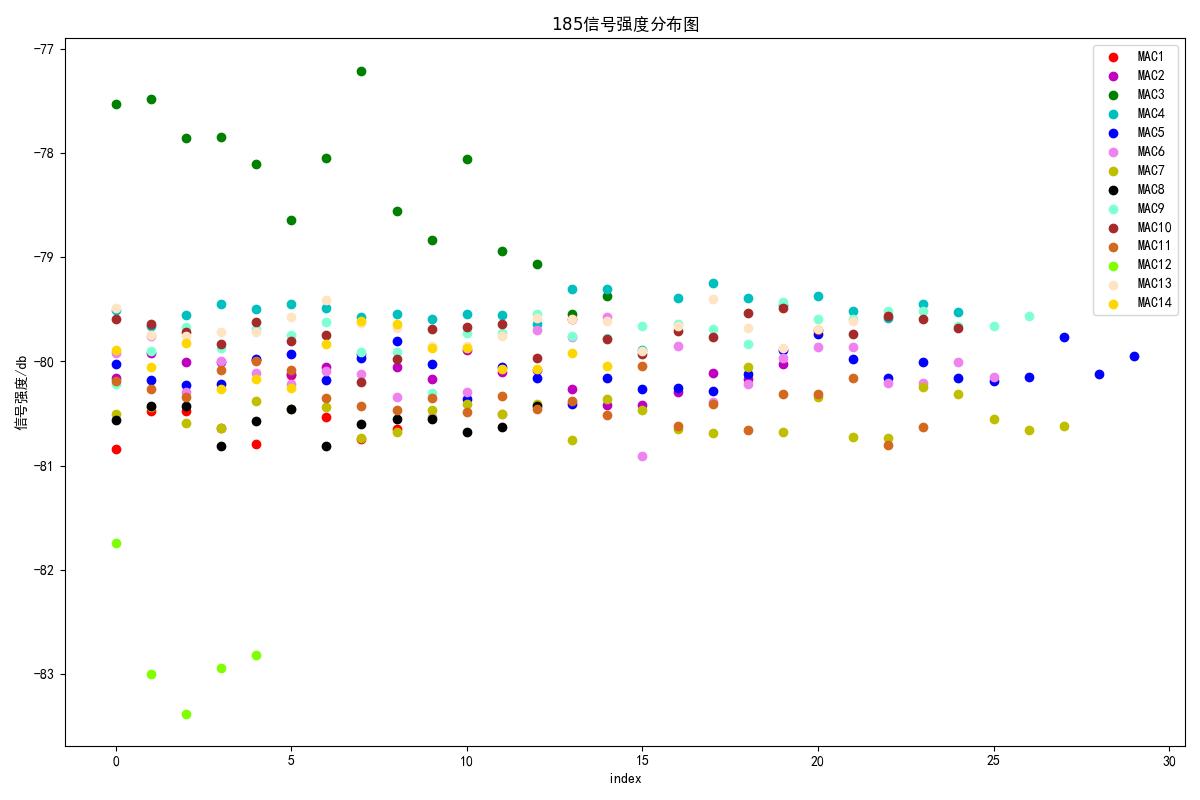 185信号强度分布图
-77
-78
-79
-80
-81
-82
-83
信号强度/db
0
5
10
15
20
25
30
index
MAC1
MAC2
MAC3
MAC4
MAC5
MAC6
MAC7
MAC8
MAC9
MAC10
MAC11
MAC12
MAC13
MAC14